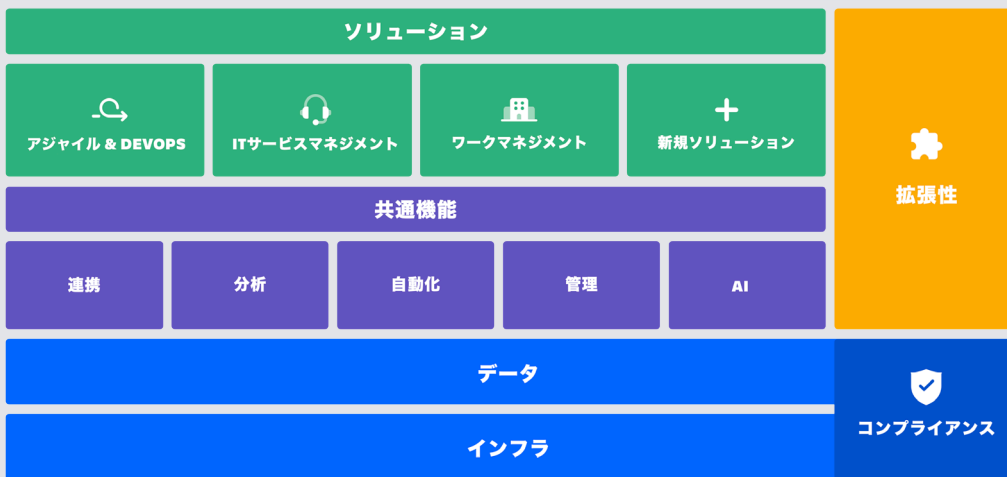 ソリューション
アジャイル & DEVOPS
ITサービスマネジメント
ワークマネジメント
新規ソリューション
拡張性
共通機能
連携
分析
自動化
管理
AI
データ
コンプライアンス
インフラ